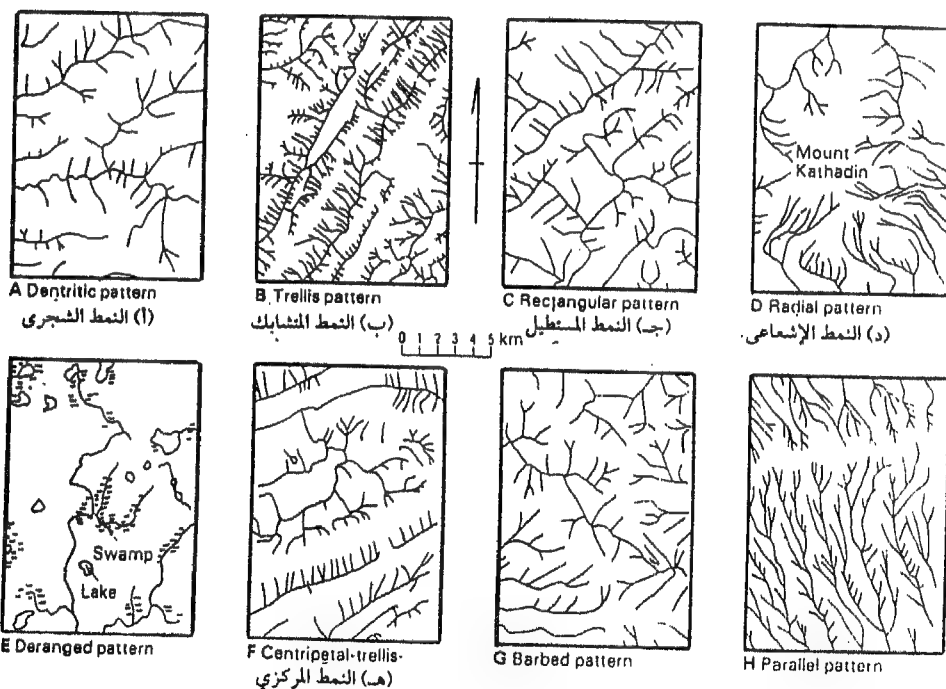 A Dentritic pattern
(أ) النمط الشجرى
B Trellis pattern
(ب) النمط المتشابك
C Rectangular pattern
(جـ) النمط المستطيل
Mount
Kathadin
D Radial pattern
(د) النمط الإشعاعى
0 1 2 3 4 5 km
Swamp
Lake
E Deranged pattern
F Centripetal-trellis-
(هـ) النمط المركزي
G Barbed pattern
H Parallel pattern